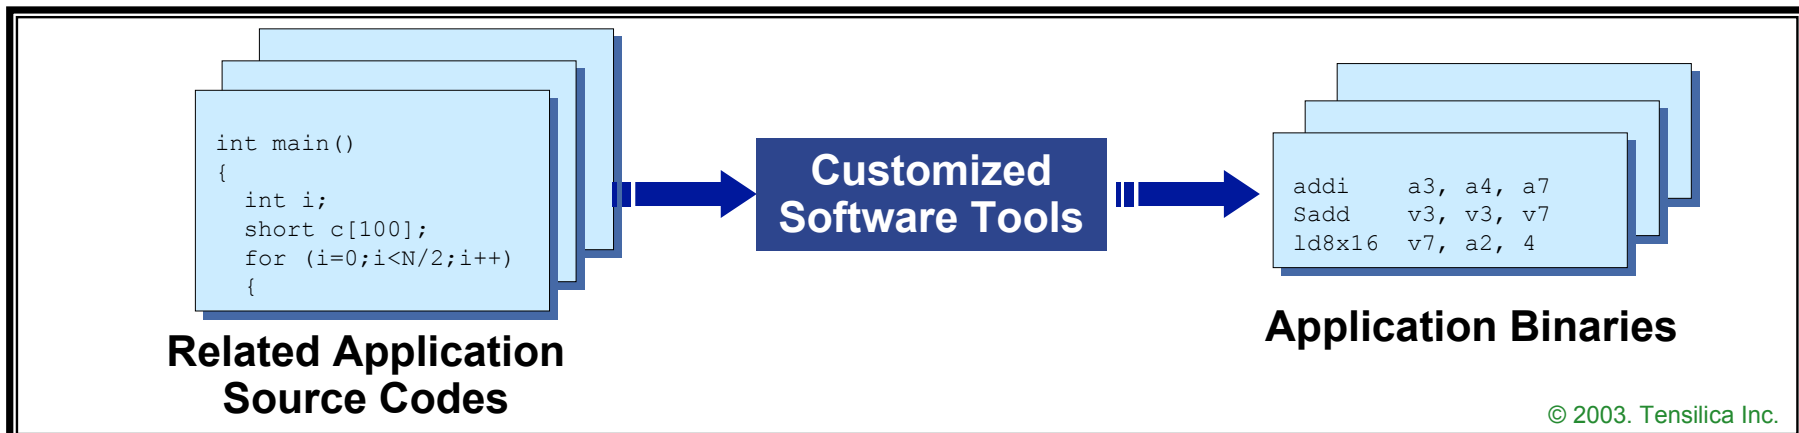 int main()
{
int i;
short c[100];
for (i=0;i<N/2;i++)
{
Related Application
Source Codes
Customized
Software Tools
addi a3, a4, a7
Sadd v3, v3, v7
ld8x16 v7, a2, 4
Application Binaries
© 2003. Tensilica Inc.